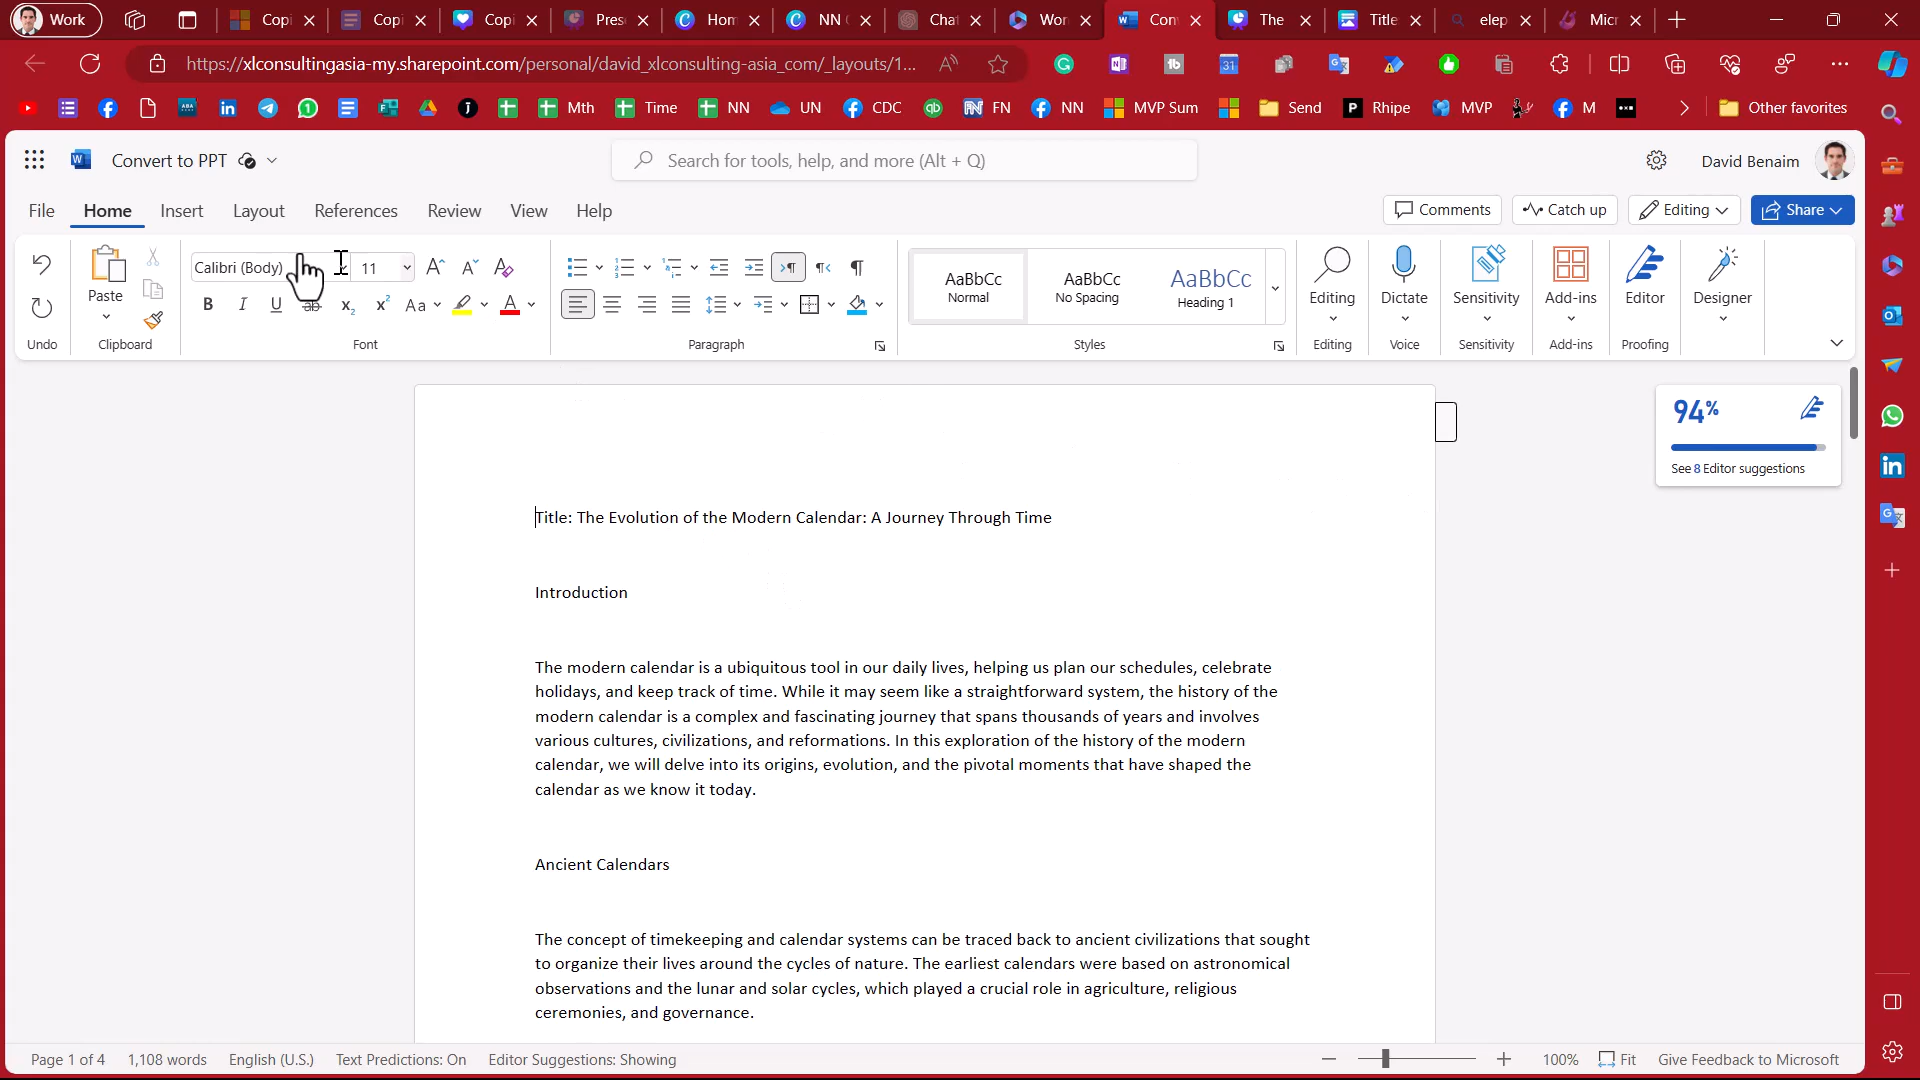 Work
Copi
Copi
Copi
Pres
Hom
NN
Chat
Wor
Con
The
Title
elep
Micr
https://xlconsultingasia-my.sharepoint.com/personal/david_xlconsulting-asia_com/_layouts/1...
Mth
Time
NN
UN
CDC
FN
NN
MVP Sum
Send
Rhipe
MVP
M
Other favorites
Convert to PPT
Search for tools, help, and more (Alt + Q)
David Benaim
File Home Insert Layout References Review View Help
Comments Catch up Editing Share
Calibri (Body) 11
Paste
AaBbCc AaBbCc AaBbCc
Normal No Spacing Heading 1
Editing Dictate Sensitivity Add-ins Editor Designer
Undo Clipboard Font Paragraph Styles Editing Voice Sensitivity Add-ins Proofing
94%
See 8 Editor suggestions
Title: The Evolution of the Modern Calendar: A Journey Through Time
Introduction
The modern calendar is a ubiquitous tool in our daily lives, helping us plan our schedules, celebrate
holidays, and keep track of time. While it may seem like a straightforward system, the history of the
modern calendar is a complex and fascinating journey that spans thousands of years and involves
various cultures, civilizations, and reformations. In this exploration of the history of the modern
calendar, we will delve into its origins, evolution, and the pivotal moments that have shaped the
calendar as we know it today.
Ancient Calendars
The concept of timekeeping and calendar systems can be traced back to ancient civilizations that sought
to organize their lives around the cycles of nature. The earliest calendars were based on astronomical
observations and the lunar and solar cycles, which played a crucial role in agriculture, religious
ceremonies, and governance.
Page 1 of 4 1,108 words English (U.S.) Text Predictions: On Editor Suggestions: Showing
100% Fit Give Feedback to Microsoft